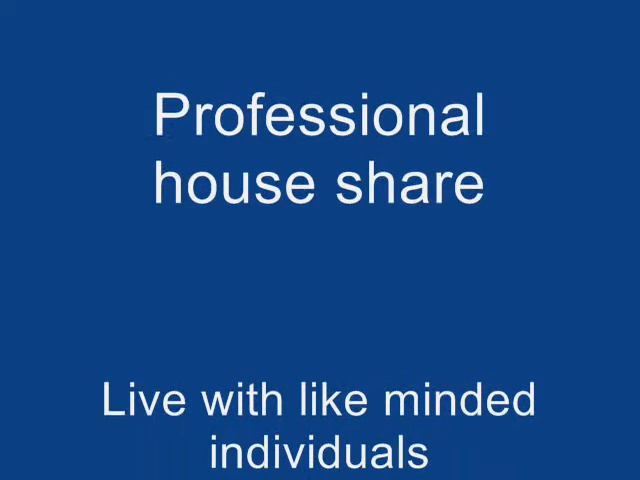 Professional
house share
Live with like minded
individuals